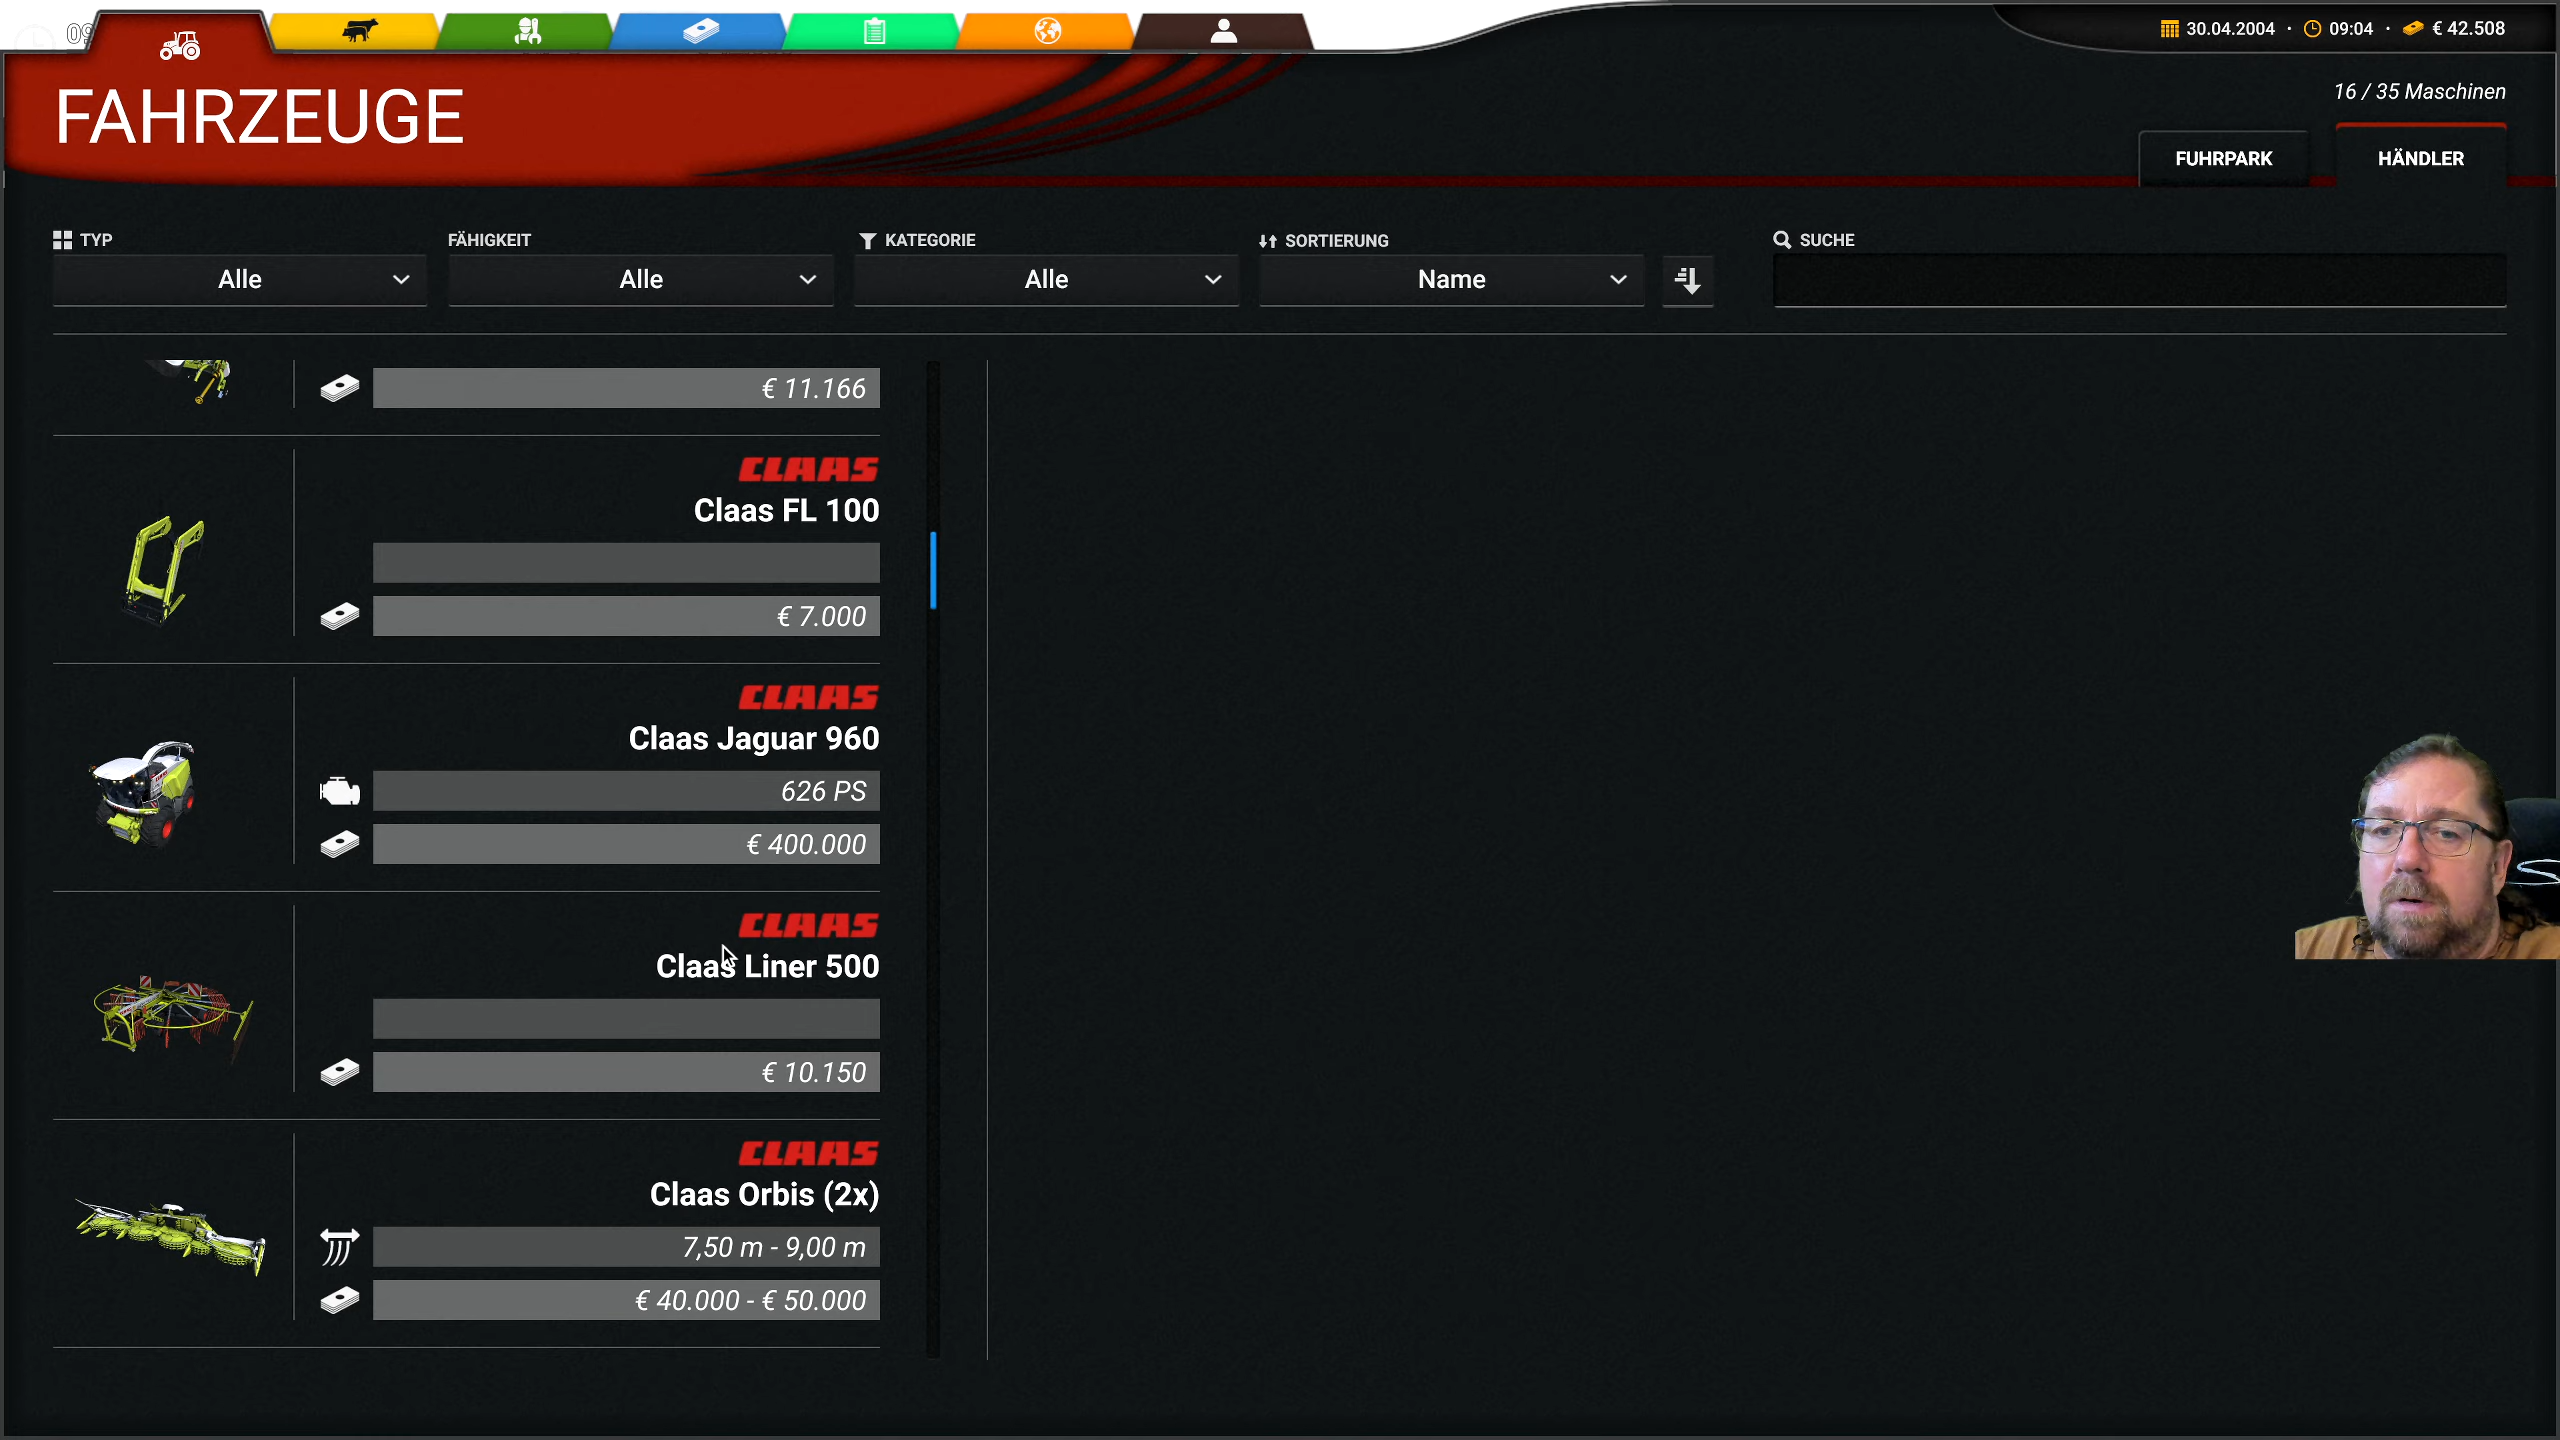 09
30.04.2004 · 09:04 · € 42.508
FAHRZEUGE
16 / 35 Maschinen
FUHRPARK
HÄNDLER
TYP
FÄHIGKEIT
KATEGORIE
SORTIERUNG
SUCHE
Alle
Alle
Alle
Name
€ 11.166
CLAAS
Claas FL 100
€ 7.000
CLAAS
Claas Jaguar 960
626 PS
€ 400.000
CLAAS
Claas Liner 500
€ 10.150
CLAAS
Claas Orbis (2x)
7,50 m - 9,00 m
€ 40.000 - € 50.000